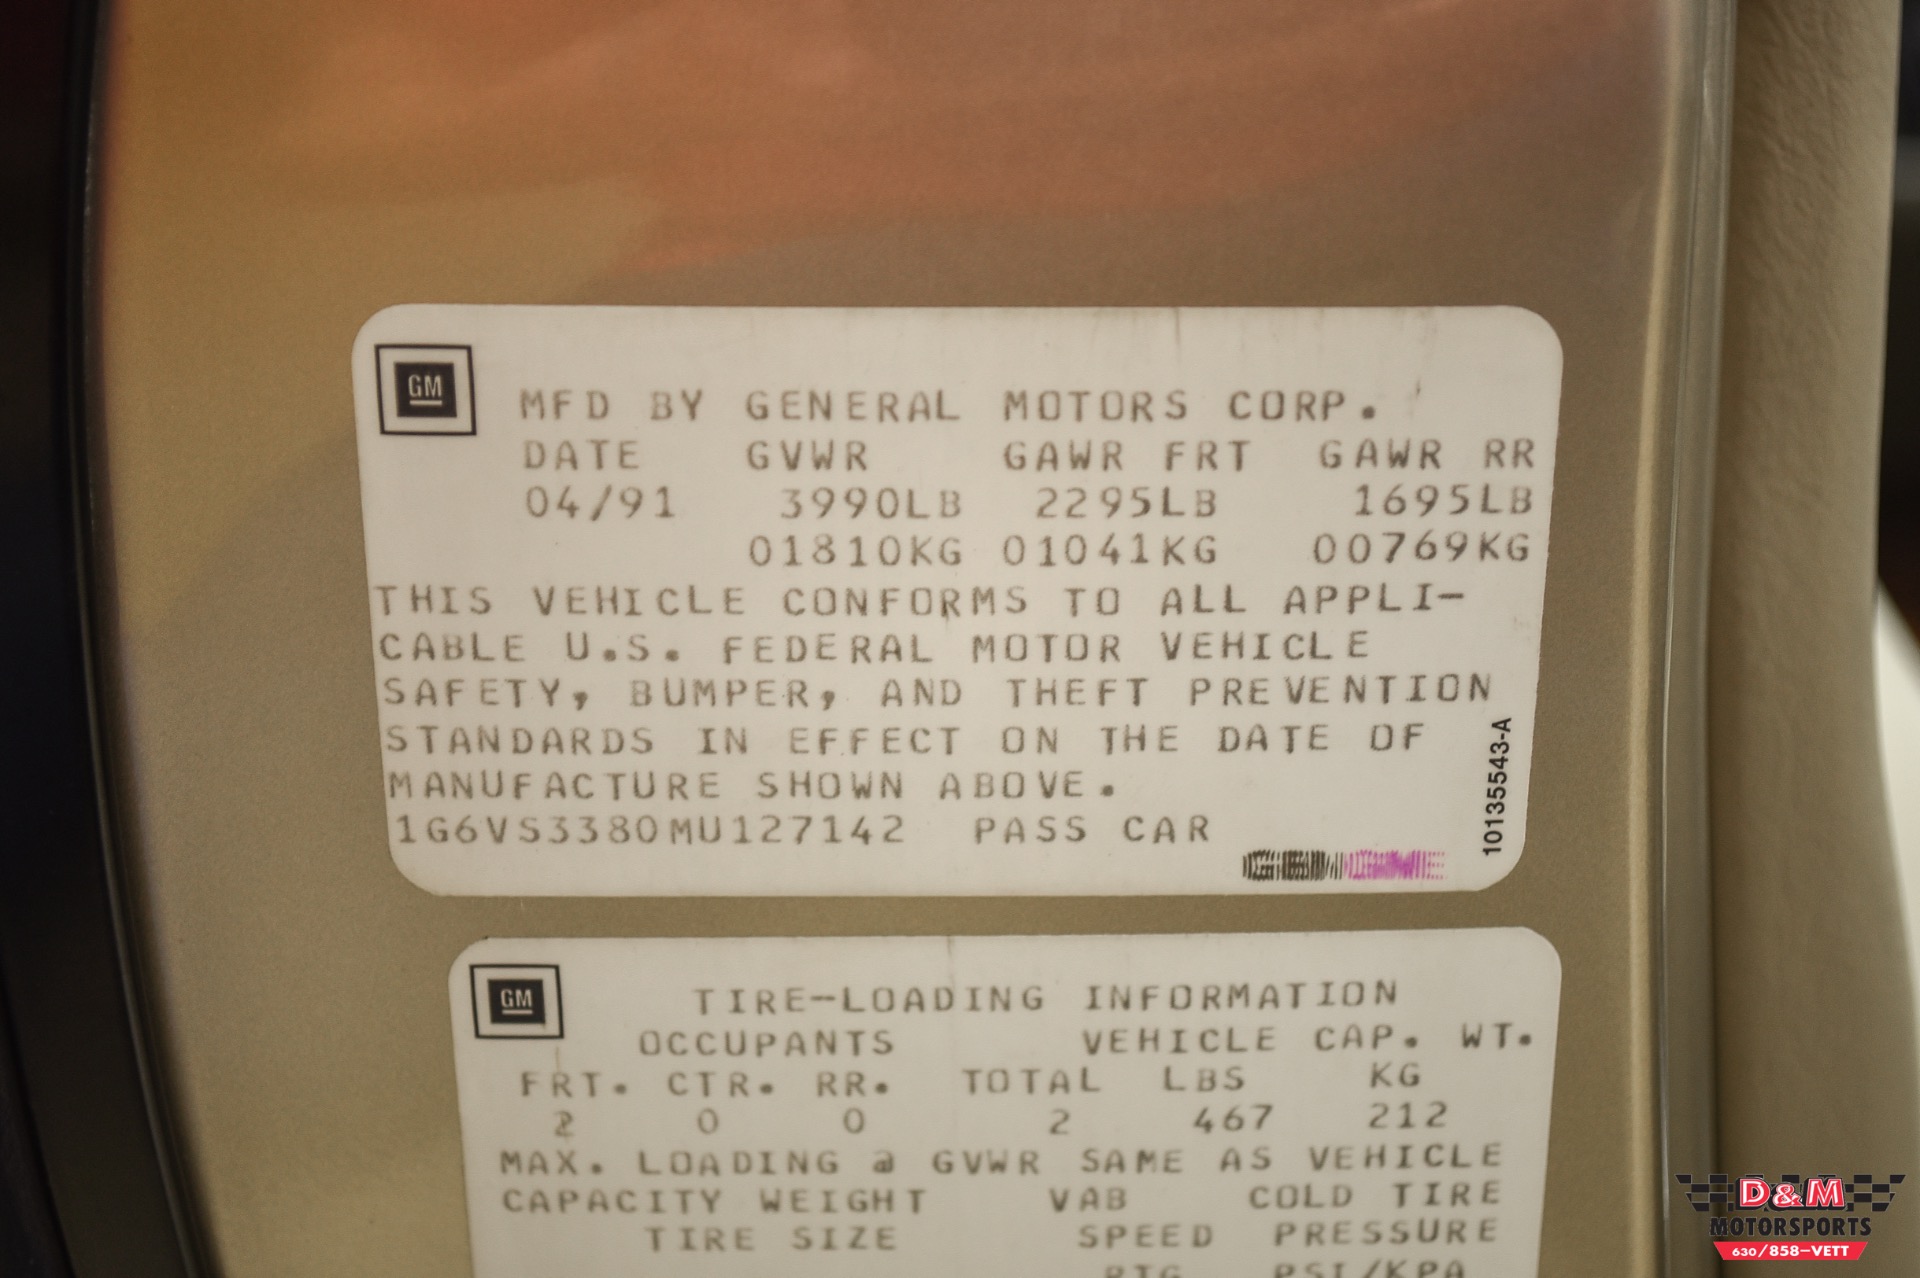 GM
MFD BY GENERAL MOTORS CORP.
DATE GVWR GAWR FRT GAWR RR
04/91 3990LB 2295LB 1695LB
01810KG 01041KG 00769KG
THIS VEHICLE CONFORMS TO ALL APPLI-
CABLE U.S. FEDERAL MOTOR VEHICLE
SAFETY, BUMPER, AND THEFT PREVENTION
STANDARDS IN EFFECT ON THE DATE OF
MANUFACTURE SHOWN ABOVE.
1G6VS3380MU127142 PASS CAR
10135543-A
GM
TIRE-LOADING INFORMATION
OCCUPANTS VEHICLE CAP. WT.
FRT. CTR. RR. TOTAL LBS KG
2 0 0 2 467 212
MAX. LOADING @ GVWR SAME AS VEHICLE
CAPACITY WEIGHT VAB COLD TIRE
TIRE SIZE SPEED PRESSURE
RTG PSI/KPA
D&M
MOTORSPORTS
630/858-VETT